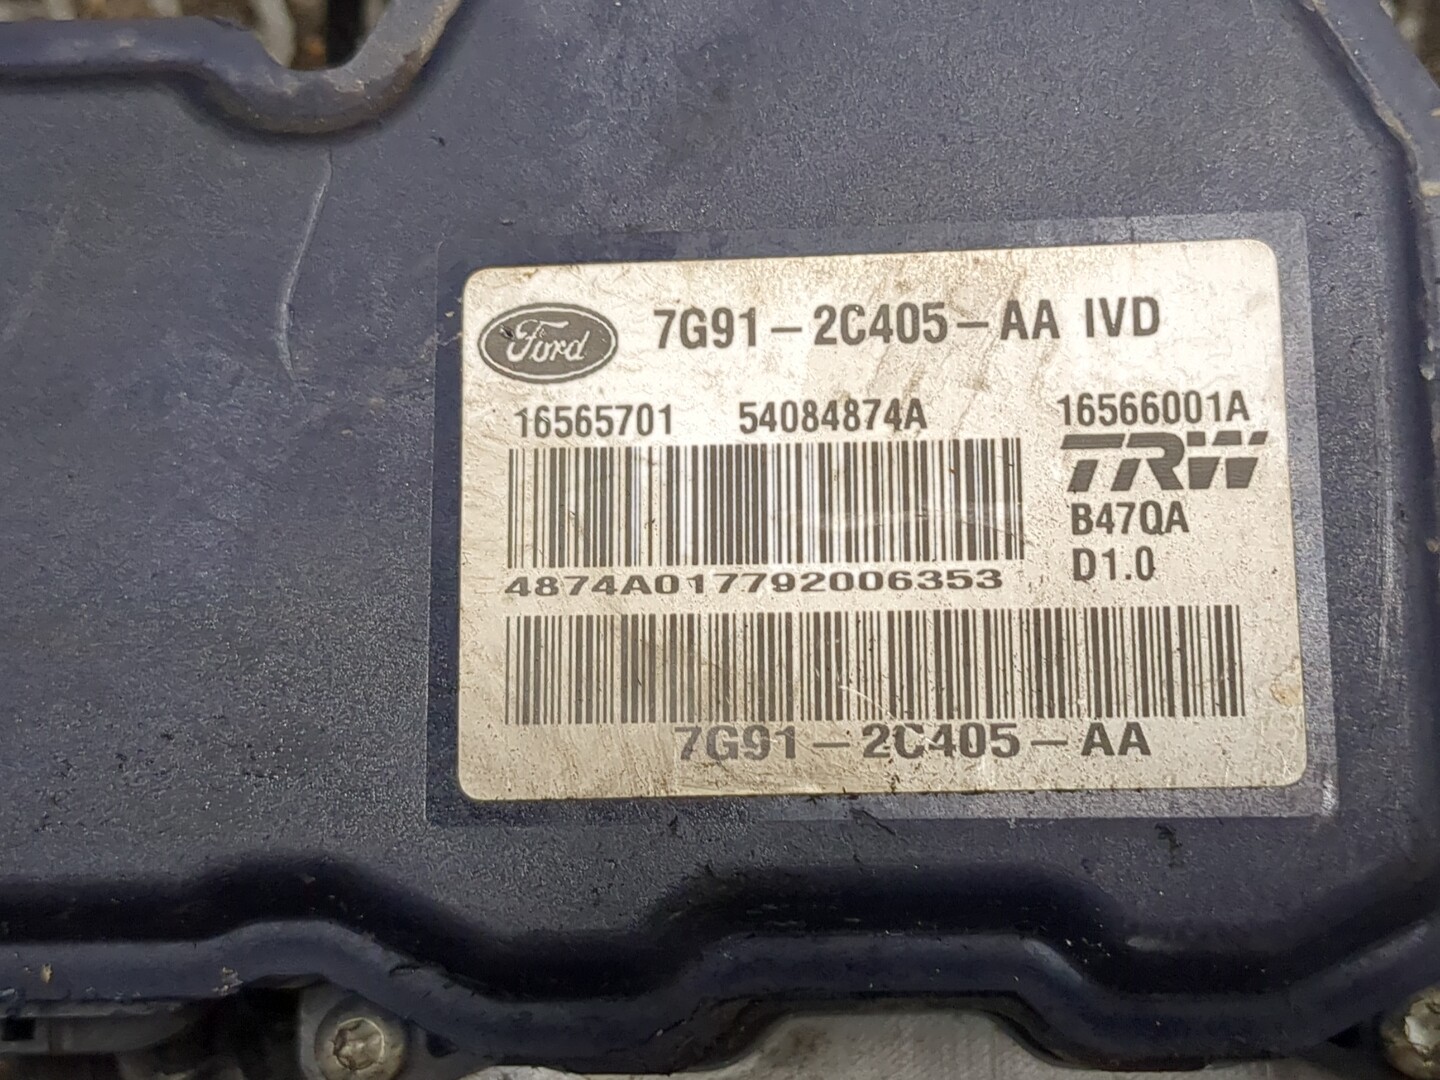 Ford 7G91-2C405-AA IVD
16565701 54084874A 16566001A
TRW
B47QA
D1.0
4874A017792006353
7G91-2C405-AA